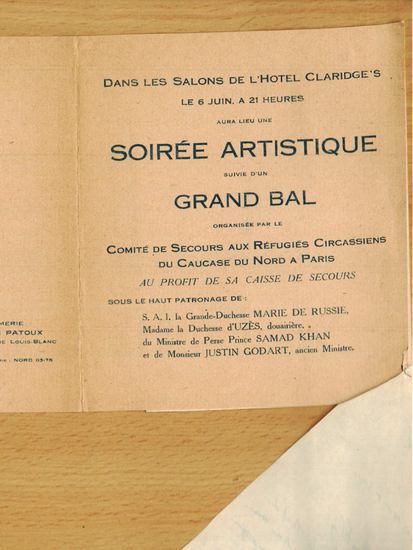 DANS LES SALONS DE L'HOTEL CLARIDGE'S
LE 6 JUIN, A 21 HEURES
AURA LIEU UNE
SOIRÉE ARTISTIQUE
SUIVIE D'UN
GRAND BAL
ORGANISÉE PAR LE
COMITÉ DE SECOURS AUX RÉFUGIÉS CIRCASSIENS
DU CAUCASE DU NORD A PARIS
AU PROFIT DE SA CAISSE DE SECOURS
SOUS LE HAUT PATRONAGE DE :
S. A. I. la Grande-Duchesse MARIE DE RUSSIE,
Madame la Duchesse d'UZÈS, douairière,
du Ministre de Perse Prince SAMAD KHAN
et de Monsieur JUSTIN GODART, ancien Ministre.
MERIE
PATOUX
DE LOUIS-BLANC
: NORD 03-75